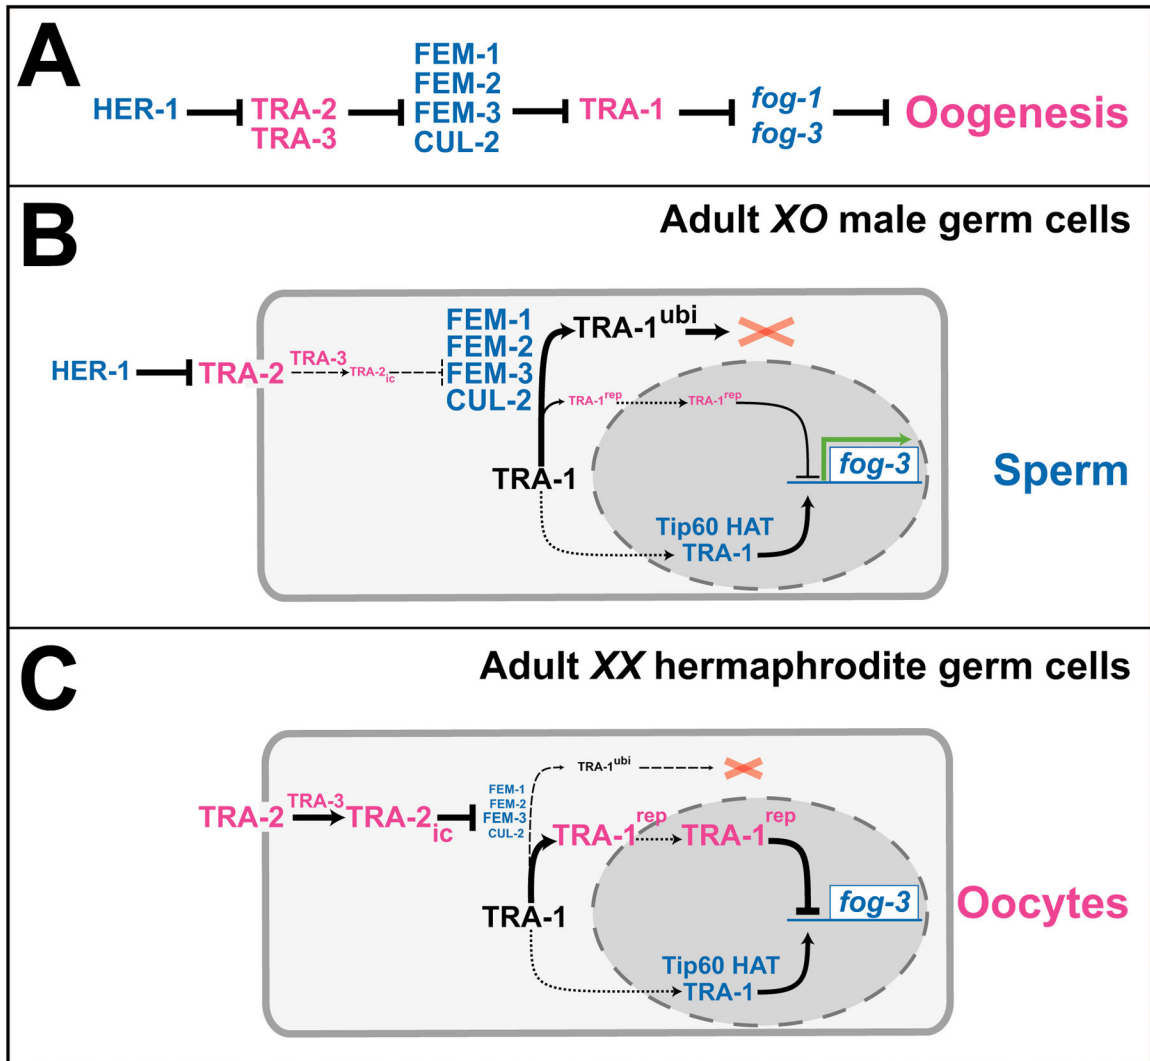 A
HER-1
TRA-2
TRA-3
FEM-1
FEM-2
FEM-3
CUL-2
TRA-1
fog-1
fog-3
Oogenesis
B
Adult XO male germ cells
HER-1
TRA-2
TRA-3
TRA-2ic
FEM-1
FEM-2
FEM-3
CUL-2
TRA-1ubi
TRA-1rep
TRA-1rep
TRA-1
fog-3
Tip60 HAT
TRA-1
Sperm
C
Adult XX hermaphrodite germ cells
TRA-2
TRA-3
TRA-2ic
FEM-1
FEM-2
FEM-3
CUL-2
TRA-1ubi
TRA-1rep
TRA-1rep
TRA-1
fog-3
Tip60 HAT
TRA-1
Oocytes